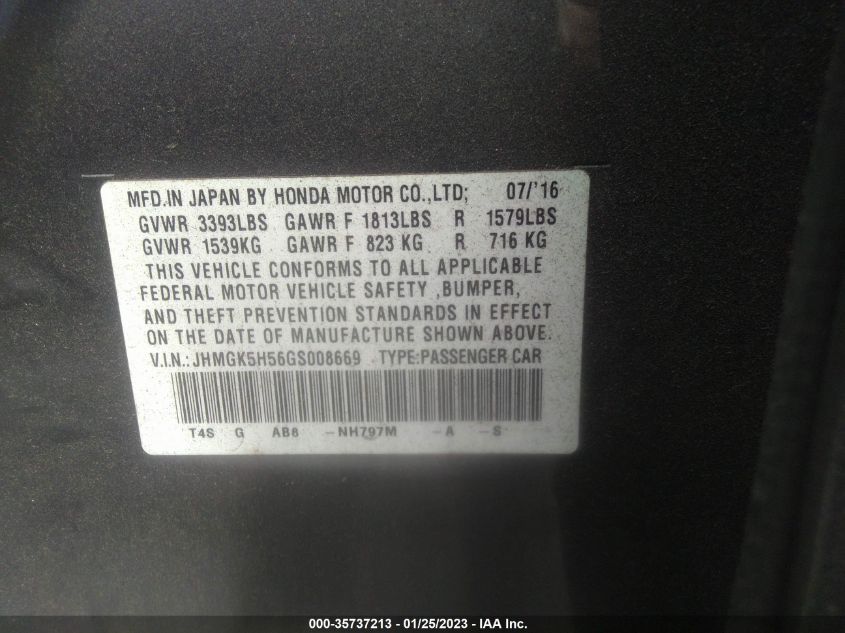 MFD.IN JAPAN BY HONDA MOTOR CO.,LTD; 07/'16
GVWR 3393LBS GAWR F 1813LBS R 1579LBS
GVWR 1539KG GAWR F 823 KG R 716 KG
THIS VEHICLE CONFORMS TO ALL APPLICABLE
FEDERAL MOTOR VEHICLE SAFETY ,BUMPER,
AND THEFT PREVENTION STANDARDS IN EFFECT
ON THE DATE OF MANUFACTURE SHOWN ABOVE.
V.I.N.:JHMGK5H56GS008669 TYPE:PASSENGER CAR
T4S G AB8 -NH797M -A -S
000-35737213 - 01/25/2023 - IAA Inc.